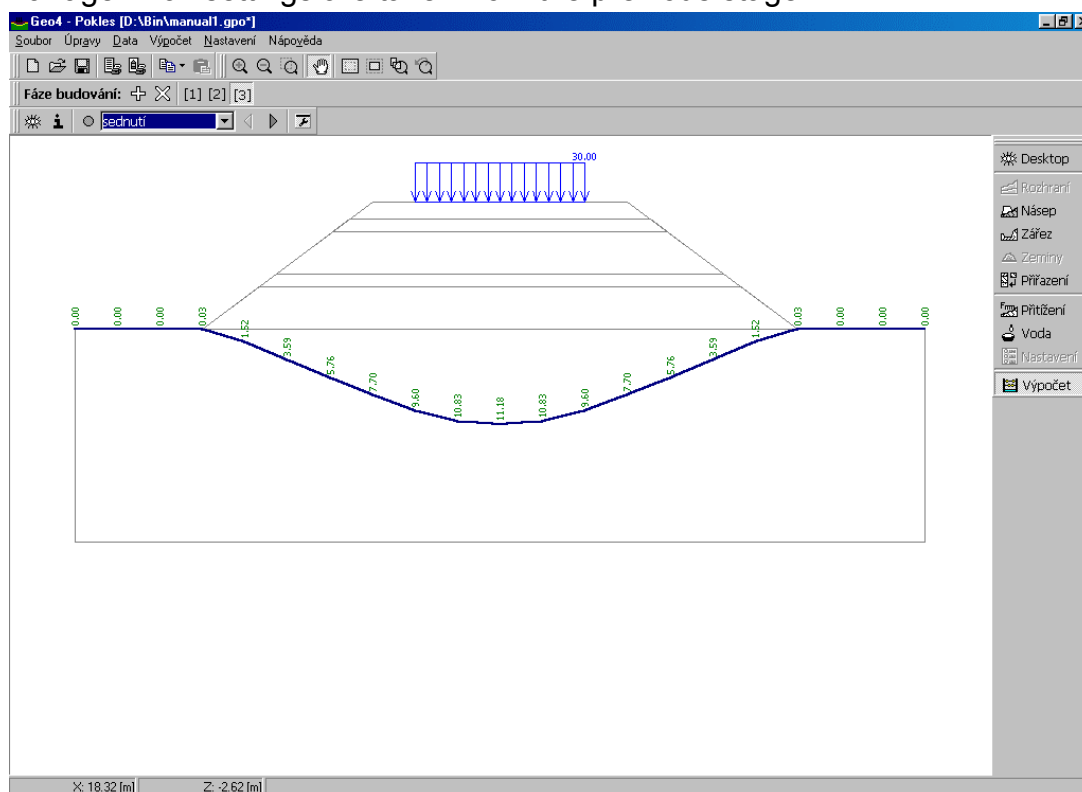 Geo4 - Pokles [D:\Bin\manual1.gpo*]
Soubor Úpravy Data Výpočet Nastavení Nápověda
Fáze budování: [1] [2] [3]
sednutí
30.00
Desktop
Rozhraní
Násep
Zářez
Zeminy
Přiřazení
Přitížení
Voda
Nastavení
Výpočet
0.00 0.00 0.00 0.03 1.52 3.59 5.76 7.70 9.60 10.83 11.18 10.83 9.60 7.70 5.76 3.59 1.52 0.03 0.00 0.00 0.00
X: 18.32 [m] Z: -2.62 [m]